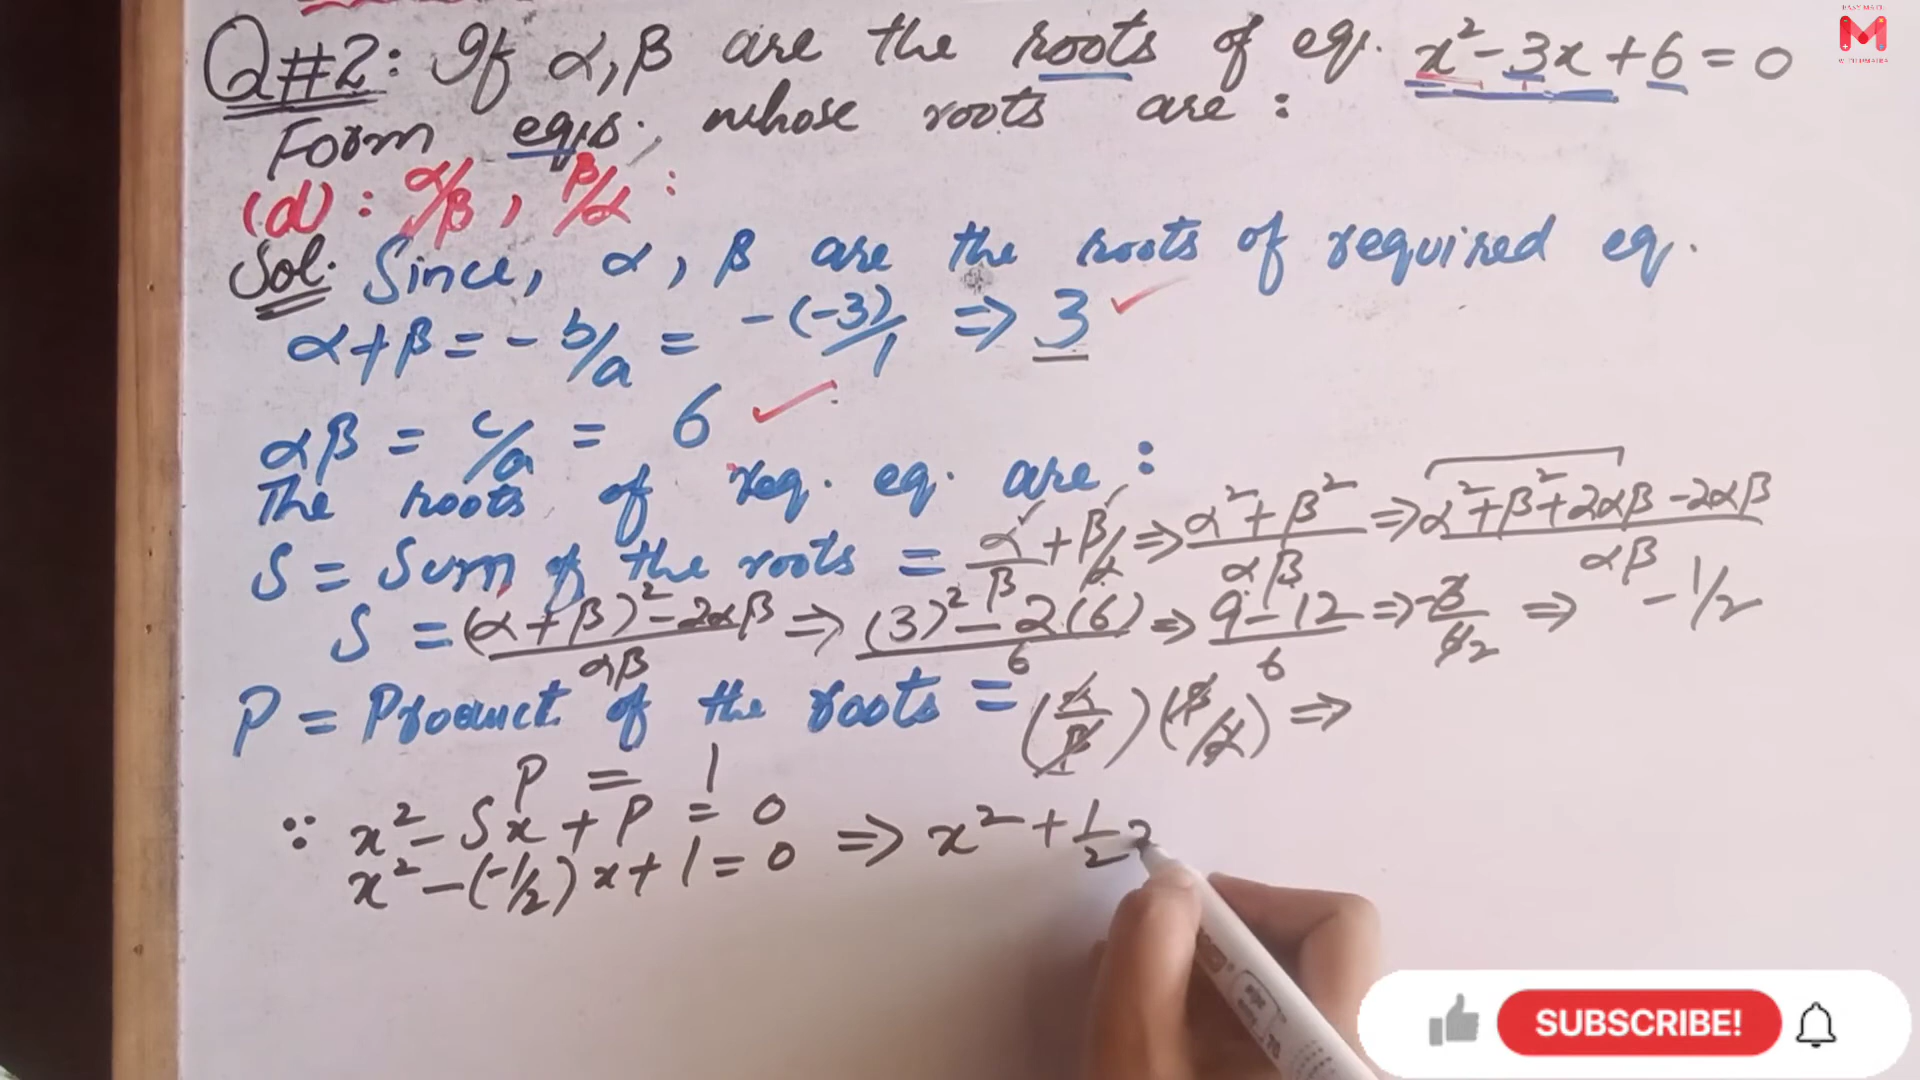 Q#2: If α, β are the roots of eq. x² - 3x + 6 = 0
Form eqs. whose roots are :
(d): α/β, β/α :
Sol. Since, α, β are the roots of required eq.
α+β = - b/a = -(-3)/1 ⇒ 3 ✓
αβ = c/a = 6 ✓
The roots of req. eq. are :
S = Sum of the roots = α/β + β/α ⇒ α²+β²/αβ ⇒ α²+β²+2αβ-2αβ/αβ
S = (α+β)²-2αβ/αβ ⇒ (3)²-2(6)/6 ⇒ 9-12/6 ⇒ -3/6 2 ⇒ -1/2
P = Product of the roots = (α/β)(β/α) ⇒
P = 1
∵ x² - Sx + P = 0
x² - (-1/2)x + 1 = 0 ⇒ x² + 1/2
SUBSCRIBE!